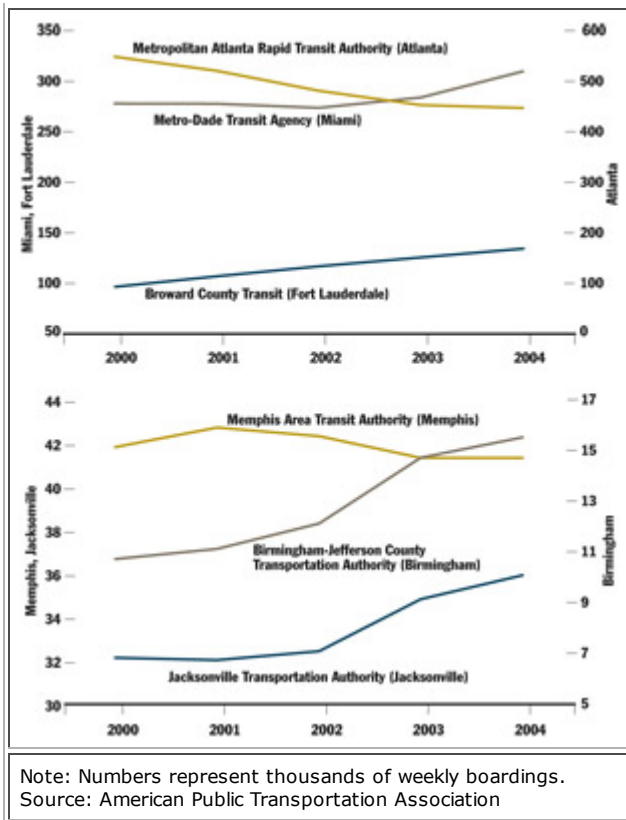 350
600
Metropolitan Atlanta Rapid Transit Authority (Atlanta)
300
500
Metro-Dade Transit Agency (Miami)
250
400
Miami, Fort Lauderdale
200
300
Atlanta
150
200
100
100
Broward County Transit (Fort Lauderdale)
50
0
2000 2001 2002 2003 2004
44
17
Memphis Area Transit Authority (Memphis)
42
15
40
13
Memphis, Jacksonville
38
Birmingham-Jefferson County
Transportation Authority (Birmingham)
11
Birmingham
36
9
34
7
32
Jacksonville Transportation Authority (Jacksonville)
30
5
2000 2001 2002 2003 2004
Note: Numbers represent thousands of weekly boardings.
Source: American Public Transportation Association